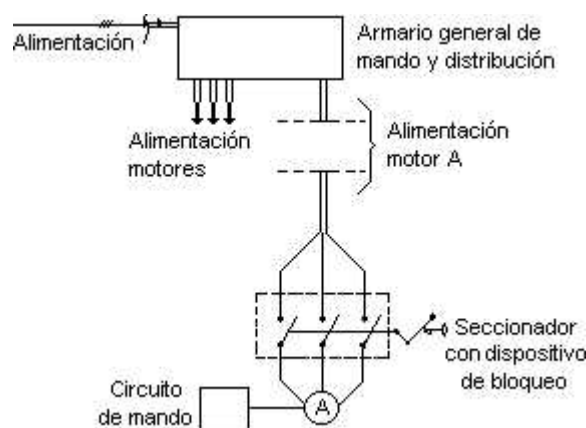 Alimentación
Armario general de
mando y distribución
Alimentación
motores
Alimentación
motor A
Seccionador
con dispositivo
de bloqueo
Circuito
de mando
A